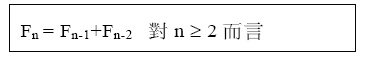 Fn = Fn-1+Fn-2 對 n ≥ 2 而言